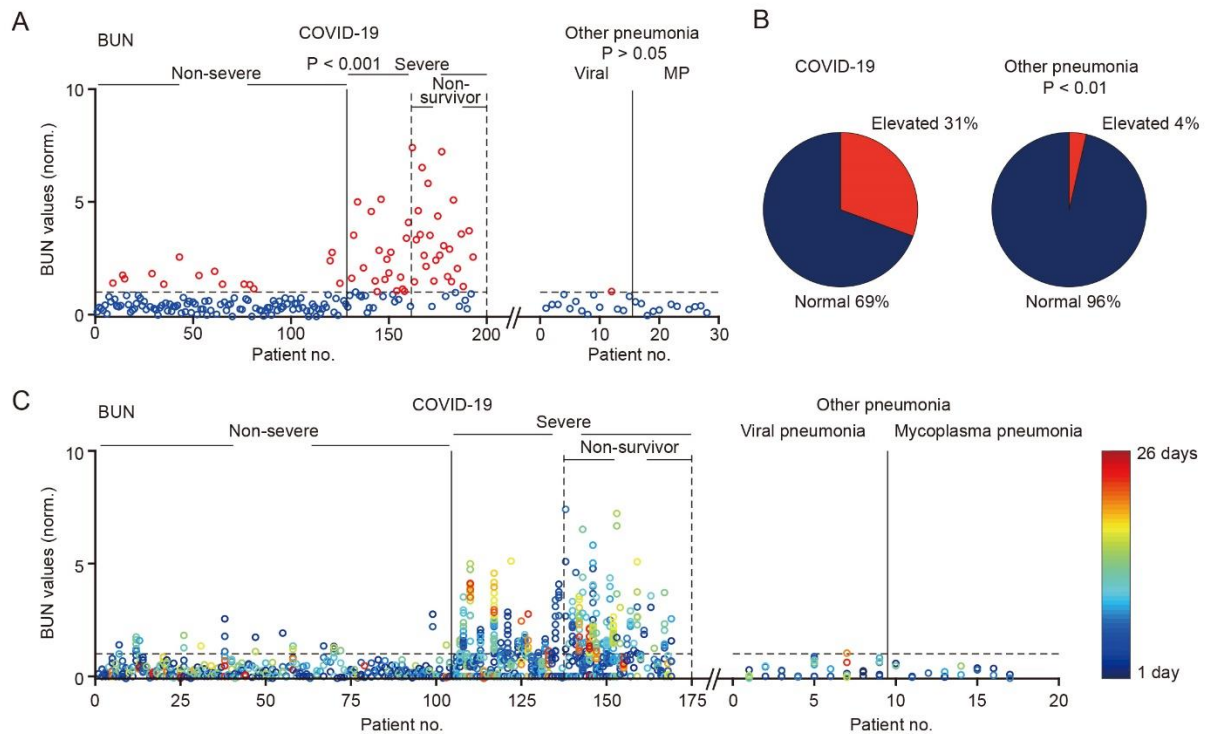 A
BUN
COVID-19
P < 0.001
Non-severe
Severe
Non-
survivor
Other pneumonia
P > 0.05
Viral
MP
BUN values (norm.)
10
5
0
0
50
100
150
200
0
10
20
30
Patient no.
Patient no.
B
COVID-19
Other pneumonia
P < 0.01
Elevated 31%
Elevated 4%
Normal 69%
Normal 96%
C
BUN
COVID-19
Non-severe
Severe
Non-survivor
Other pneumonia
Viral pneumonia
Mycoplasma pneumonia
BUN values (norm.)
10
5
0
0
25
50
75
100
125
150
175
0
5
10
15
20
Patient no.
Patient no.
26 days
1 day